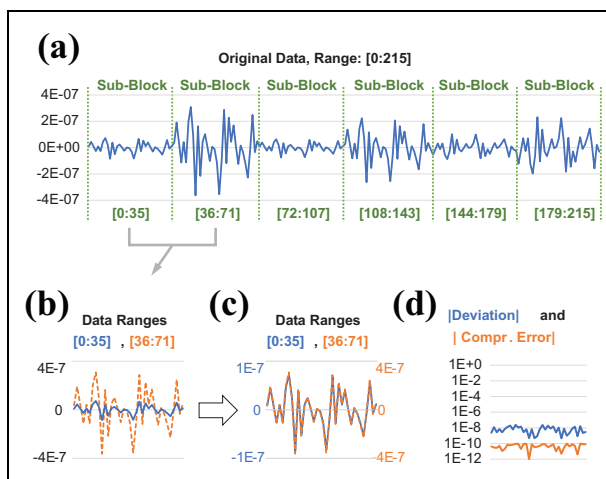 (a)
Original Data, Range: [0:215]
Sub-Block Sub-Block Sub-Block Sub-Block Sub-Block Sub-Block
4E-07
2E-07
0E+00
-2E-07
-4E-07
[0:35] [36:71] [72:107] [108:143] [144:179] [179:215]
(b)
Data Ranges
[0:35] , [36:71]
4E-7
0
-4E-7
(c)
Data Ranges
[0:35] , [36:71]
1E-7 4E-7
0 0
-1E-7 -4E-7
(d)
|Deviation| and
| Compr. Error|
1E+0
1E-2
1E-4
1E-6
1E-8
1E-10
1E-12